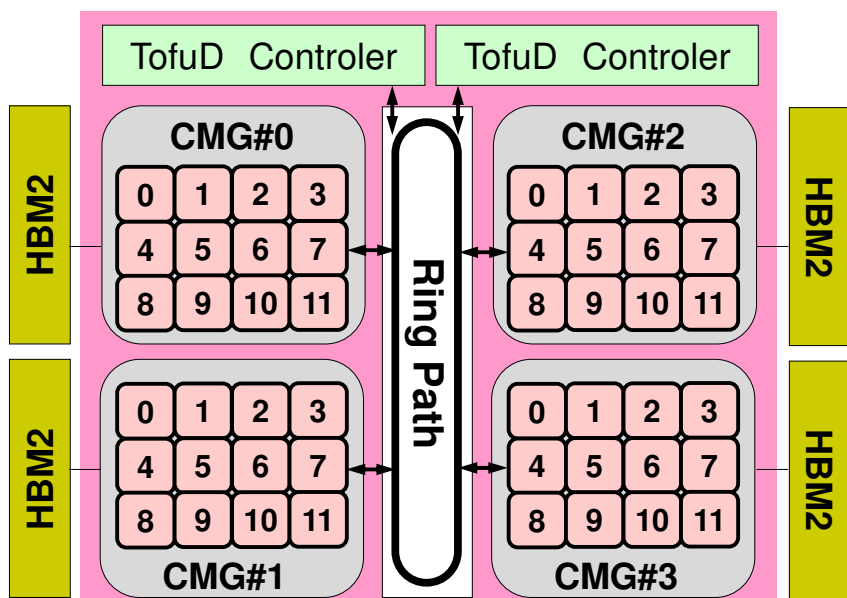 TofuD Controler
TofuD Controler
HBM2
CMG#0
0 1 2 3
4 5 6 7
8 9 10 11
Ring Path
CMG#2
0 1 2 3
4 5 6 7
8 9 10 11
HBM2
HBM2
0 1 2 3
4 5 6 7
8 9 10 11
CMG#1
0 1 2 3
4 5 6 7
8 9 10 11
CMG#3
HBM2